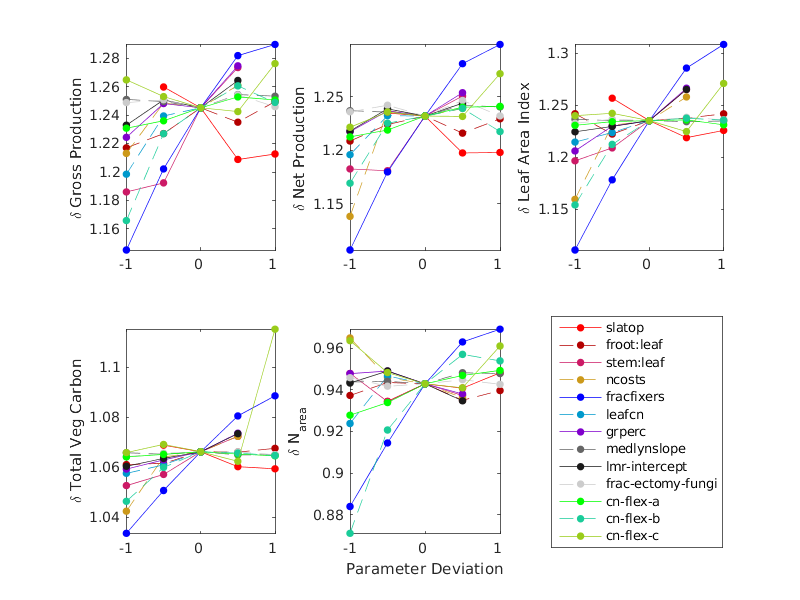 δ Gross Production
1.28
1.26
1.24
1.22
1.2
1.18
1.16
-1
0
1
δ Net Production
1.25
1.2
1.15
-1
0
1
δ Leaf Area Index
1.3
1.25
1.2
1.15
-1
0
1
δ Total Veg Carbon
1.1
1.08
1.06
1.04
-1
0
1
δ Narea
0.96
0.94
0.92
0.9
0.88
-1
0
1
Parameter Deviation
slatop
froot:leaf
stem:leaf
ncosts
fracfixers
leafcn
grperc
medlynslope
lmr-intercept
frac-ectomy-fungi
cn-flex-a
cn-flex-b
cn-flex-c